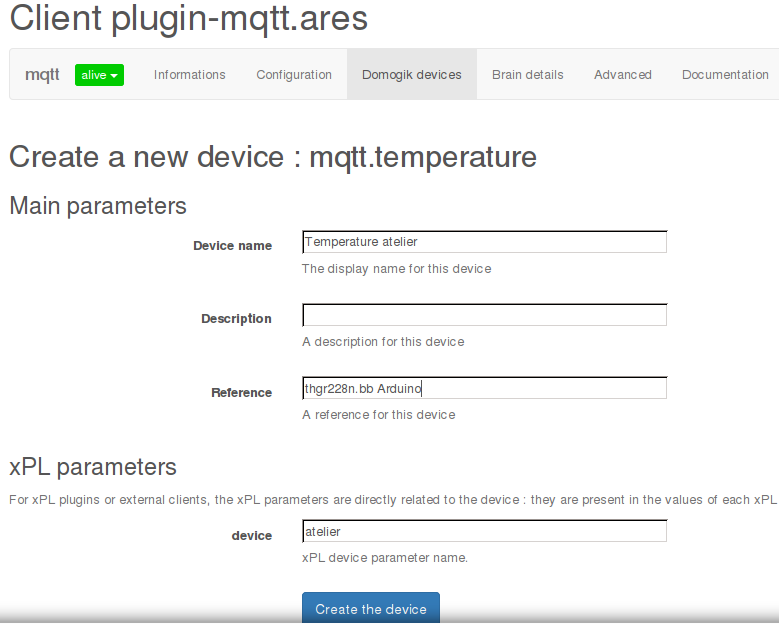 Client plugin-mqtt.ares
mqtt alive Informations Configuration Domogik devices Brain details Advanced Documentation
Create a new device : mqtt.temperature
Main parameters
Device name Temperature atelier
The display name for this device
Description
A description for this device
Reference thgr228n.bb Arduino
A reference for this device
xPL parameters
For xPL plugins or external clients, the xPL parameters are directly related to the device : they are present in the values of each xPL
device atelier
xPL device parameter name.
Create the device